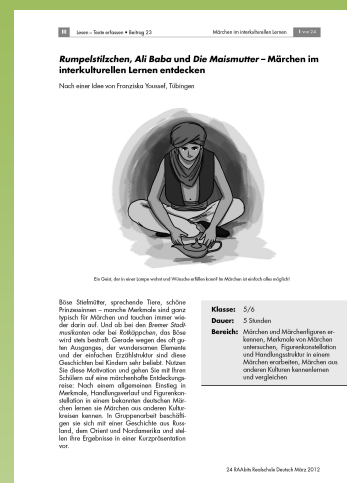 III
Lesen – Texte erfassen • Beitrag 23
Märchen im interkulturellen Lernen
1 von 24
Rumpelstilzchen, Ali Baba und Die Maismutter – Märchen im
interkulturellen Lernen entdecken
Nach einer Idee von Franziska Youssef, Tübingen
Ein Geist, der in einer Lampe wohnt und Wünsche erfüllen kann? Im Märchen ist einfach alles möglich!
Böse Stiefmütter, sprechende Tiere, schöne
Prinzessinnen – manche Merkmale sind ganz
typisch für Märchen und tauchen immer wie-
der darin auf. Und ob bei den Bremer Stadt-
musikanten oder bei Rotkäppchen, das Böse
wird stets bestraft. Gerade wegen des oft gu-
ten Ausganges, der wundersamen Elemente
und der einfachen Erzählstruktur sind diese
Geschichten bei Kindern sehr beliebt. Nutzen
Sie diese Motivation und gehen Sie mit Ihren
Schülern auf eine märchenhafte Entdeckungs-
reise: Nach einem allgemeinen Einstieg in
Merkmale, Handlungsverlauf und Figurenkon-
stellation in einem bekannten deutschen Mär-
chen lernen sie Märchen aus anderen Kultur-
kreisen kennen. In Gruppenarbeit beschäfti-
gen sie sich mit einer Geschichte aus Russ-
land, dem Orient und Nordamerika und stel-
len ihre Ergebnisse in einer Kurzpräsentation
vor.
Klasse: 5/6
Dauer: 5 Stunden
Bereich: Märchen und Märchenfiguren er-
kennen, Merkmale von Märchen
untersuchen, Figurenkonstellation
und Handlungsstruktur in einem
Märchen erarbeiten, Märchen aus
anderen Kulturen kennenlernen
und vergleichen
24 RAAbits Realschule Deutsch März 2012